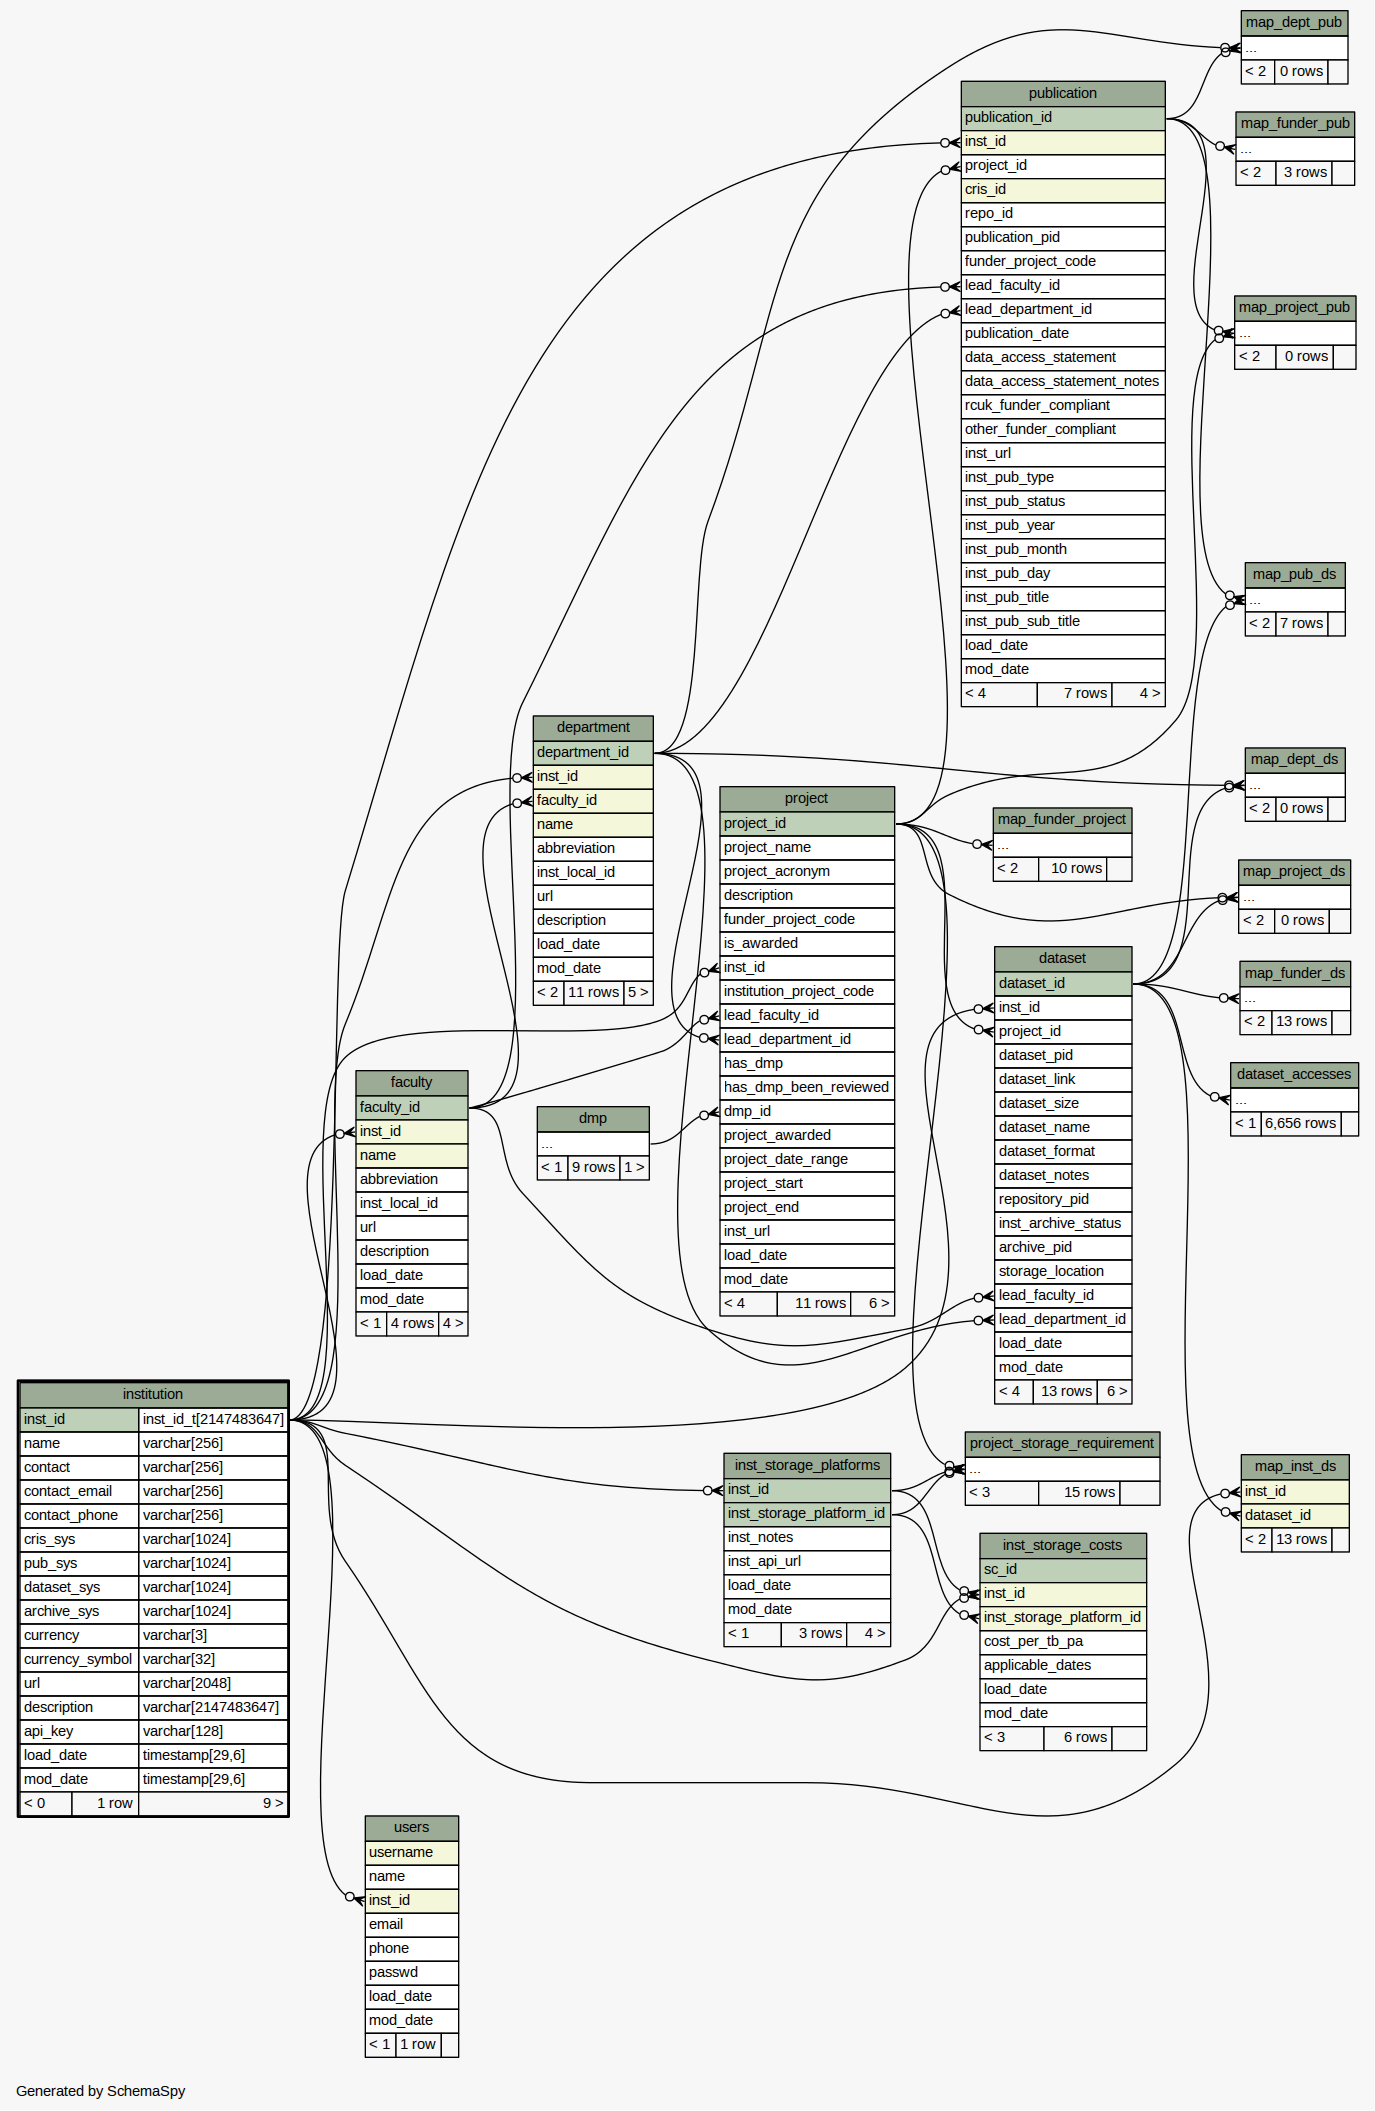 map_dept_pub
...
< 2 0 rows
publication
publication_id
inst_id
project_id
cris_id
repo_id
publication_pid
funder_project_code
lead_faculty_id
lead_department_id
publication_date
data_access_statement
data_access_statement_notes
rcuk_funder_compliant
other_funder_compliant
inst_url
inst_pub_type
inst_pub_status
inst_pub_year
inst_pub_month
inst_pub_day
inst_pub_title
inst_pub_sub_title
load_date
mod_date
< 4 7 rows 4 >
map_funder_pub
...
< 2 3 rows
map_project_pub
...
< 2 0 rows
map_pub_ds
...
< 2 7 rows
department
department_id
inst_id
faculty_id
name
abbreviation
inst_local_id
url
description
load_date
mod_date
< 2 11 rows 5 >
project
project_id
project_name
project_acronym
description
funder_project_code
is_awarded
inst_id
institution_project_code
lead_faculty_id
lead_department_id
has_dmp
has_dmp_been_reviewed
dmp_id
project_awarded
project_date_range
project_start
project_end
inst_url
load_date
mod_date
< 4 11 rows 6 >
map_funder_project
...
< 2 10 rows
map_dept_ds
...
< 2 0 rows
map_project_ds
...
< 2 0 rows
dataset
dataset_id
inst_id
project_id
dataset_pid
dataset_link
dataset_size
dataset_name
dataset_format
dataset_notes
repository_pid
inst_archive_status
archive_pid
storage_location
lead_faculty_id
lead_department_id
load_date
mod_date
< 4 13 rows 6 >
map_funder_ds
...
< 2 13 rows
dataset_accesses
...
< 1 6,656 rows
faculty
faculty_id
inst_id
name
abbreviation
inst_local_id
url
description
load_date
mod_date
< 1 4 rows 4 >
dmp
...
< 1 9 rows 1 >
institution
inst_id inst_id_t[2147483647]
name varchar[256]
contact varchar[256]
contact_email varchar[256]
contact_phone varchar[256]
cris_sys varchar[1024]
pub_sys varchar[1024]
dataset_sys varchar[1024]
archive_sys varchar[1024]
currency varchar[3]
currency_symbol varchar[32]
url varchar[2048]
description varchar[2147483647]
api_key varchar[128]
load_date timestamp[29,6]
mod_date timestamp[29,6]
< 0 1 row 9 >
inst_storage_platforms
inst_id
inst_storage_platform_id
inst_notes
inst_api_url
load_date
mod_date
< 1 3 rows 4 >
project_storage_requirement
...
< 3 15 rows
map_inst_ds
inst_id
dataset_id
< 2 13 rows
inst_storage_costs
sc_id
inst_id
inst_storage_platform_id
cost_per_tb_pa
applicable_dates
load_date
mod_date
< 3 6 rows
users
username
name
inst_id
email
phone
passwd
load_date
mod_date
< 1 1 row
Generated by SchemaSpy